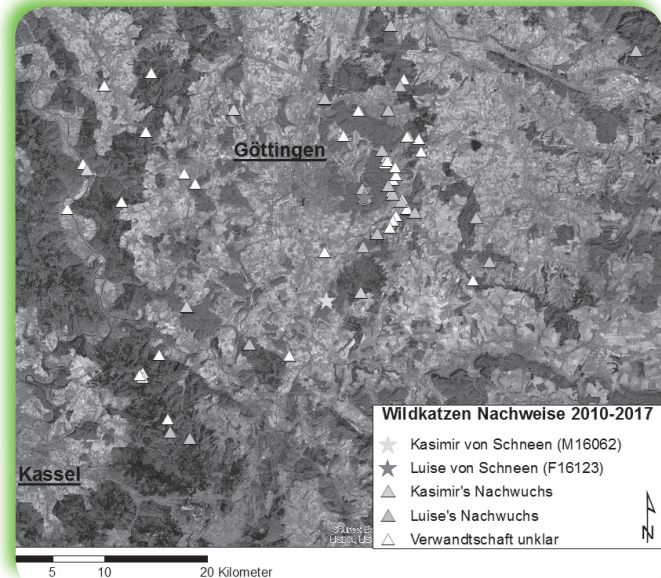 Göttingen
Kassel
Wildkatzen Nachweise 2010-2017
Kasimir von Schneen (M16062)
Luise von Schneen (F16123)
Kasimir's Nachwuchs
Luise's Nachwuchs
Verwandtschaft unklar
N
5 10 20 Kilometer